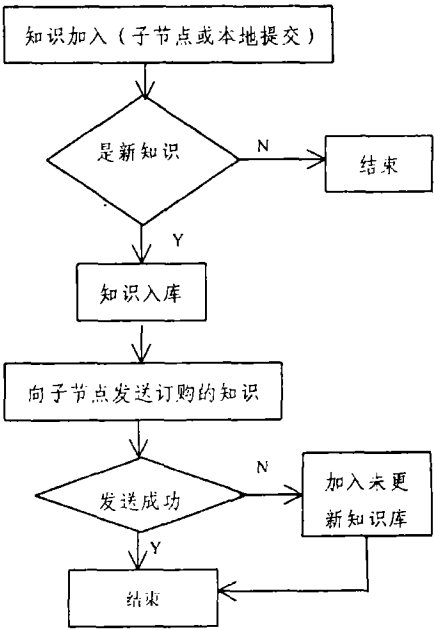 知识加入（子节点或本地提交）
是新知识
N
结束
Y
知识入库
向子节点发送订购的知识
发送成功
N
加入未更
新知识库
Y
结束